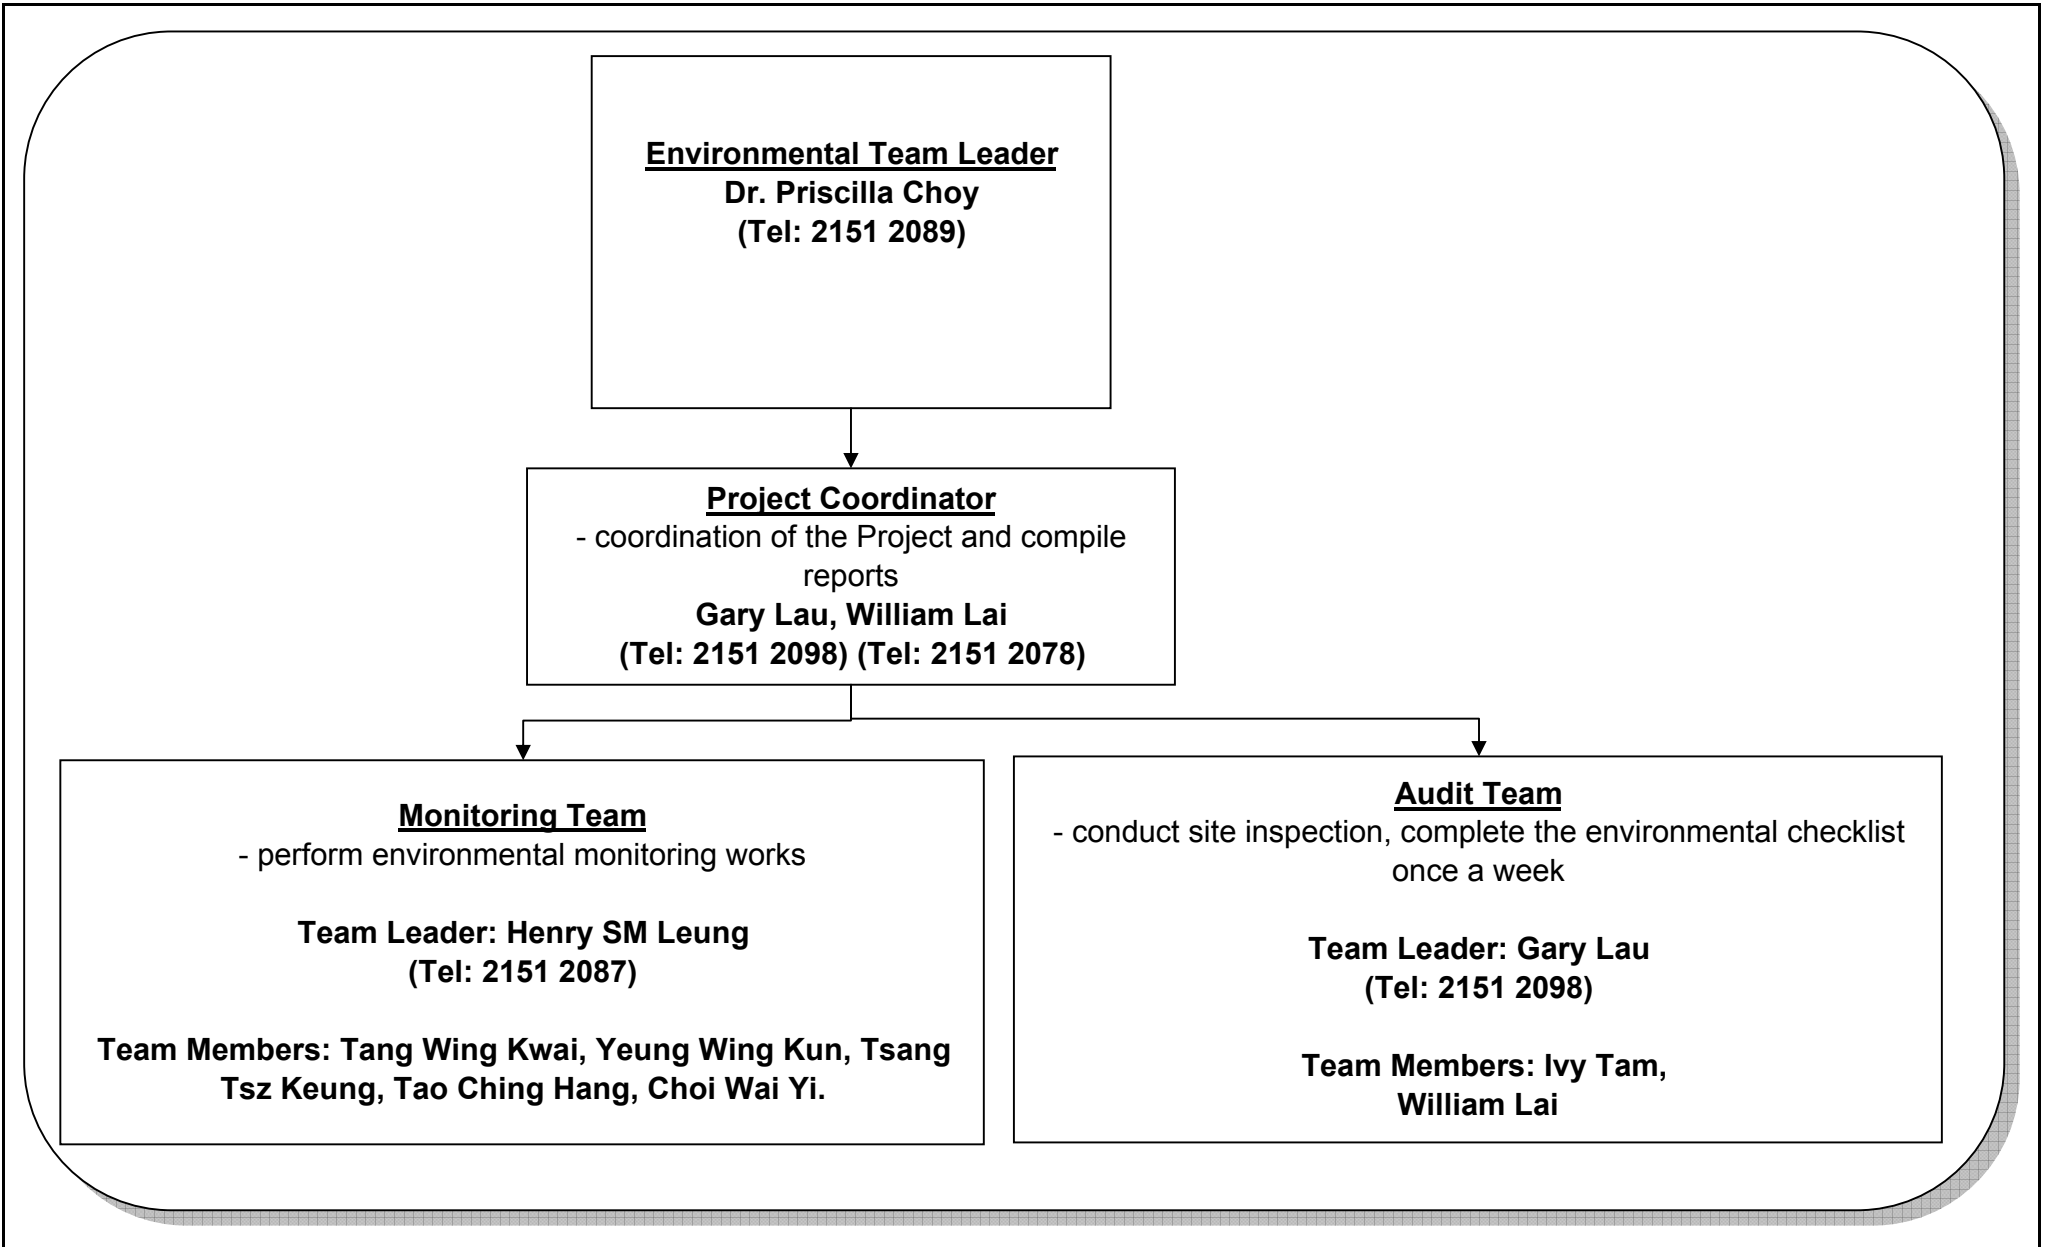 Environmental Team Leader
Dr. Priscilla Choy
(Tel: 2151 2089)
Project Coordinator
- coordination of the Project and compile
reports
Gary Lau, William Lai
(Tel: 2151 2098) (Tel: 2151 2078)
Monitoring Team
- perform environmental monitoring works
Team Leader: Henry SM Leung
(Tel: 2151 2087)
Team Members: Tang Wing Kwai, Yeung Wing Kun, Tsang
Tsz Keung, Tao Ching Hang, Choi Wai Yi.
Audit Team
- conduct site inspection, complete the environmental checklist
once a week
Team Leader: Gary Lau
(Tel: 2151 2098)
Team Members: Ivy Tam,
William Lai